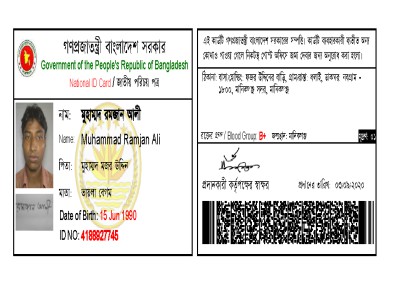 গণপ্রজাতন্ত্রী বাংলাদেশ সরকার
Government of the People's Republic of Bangladesh
National ID Card / জাতীয় পরিচয় পত্র
নাম: মুহাম্মদ রমজান আলী
Name: Muhammad Ramjan Ali
পিতা: মুহাম্মদ মজর উদ্দিন
মাতা: ভায়লা বেগম
Date of Birth: 15 Jun 1990
ID NO: 4188927745
এই কার্ডটি গণপ্রজাতন্ত্রী বাংলাদেশ সরকারের সম্পত্তি। কার্ডটি ব্যবহারকারী ব্যতীত অন্য
কোথাও পাওয়া গেলে নিকটস্থ পোস্ট অফিসে জমা দেবার জন্য অনুরোধ করা হলো।
ঠিকানা: বাসা/হোল্ডিং: ফজর উদ্দিনের বাড়ি, গ্রাম/রাস্তা: বলাই, ডাকঘর: নবগ্রাম -
১৮০০, মানিকগঞ্জ সদর, মানিকগঞ্জ
রক্তের গ্রুপ / Blood Group: B+ জন্মস্থান: মানিকগঞ্জ
প্রদানকারী কর্তৃপক্ষের স্বাক্ষর
প্রদানের তারিখ: ০৩/০৯/২০২০